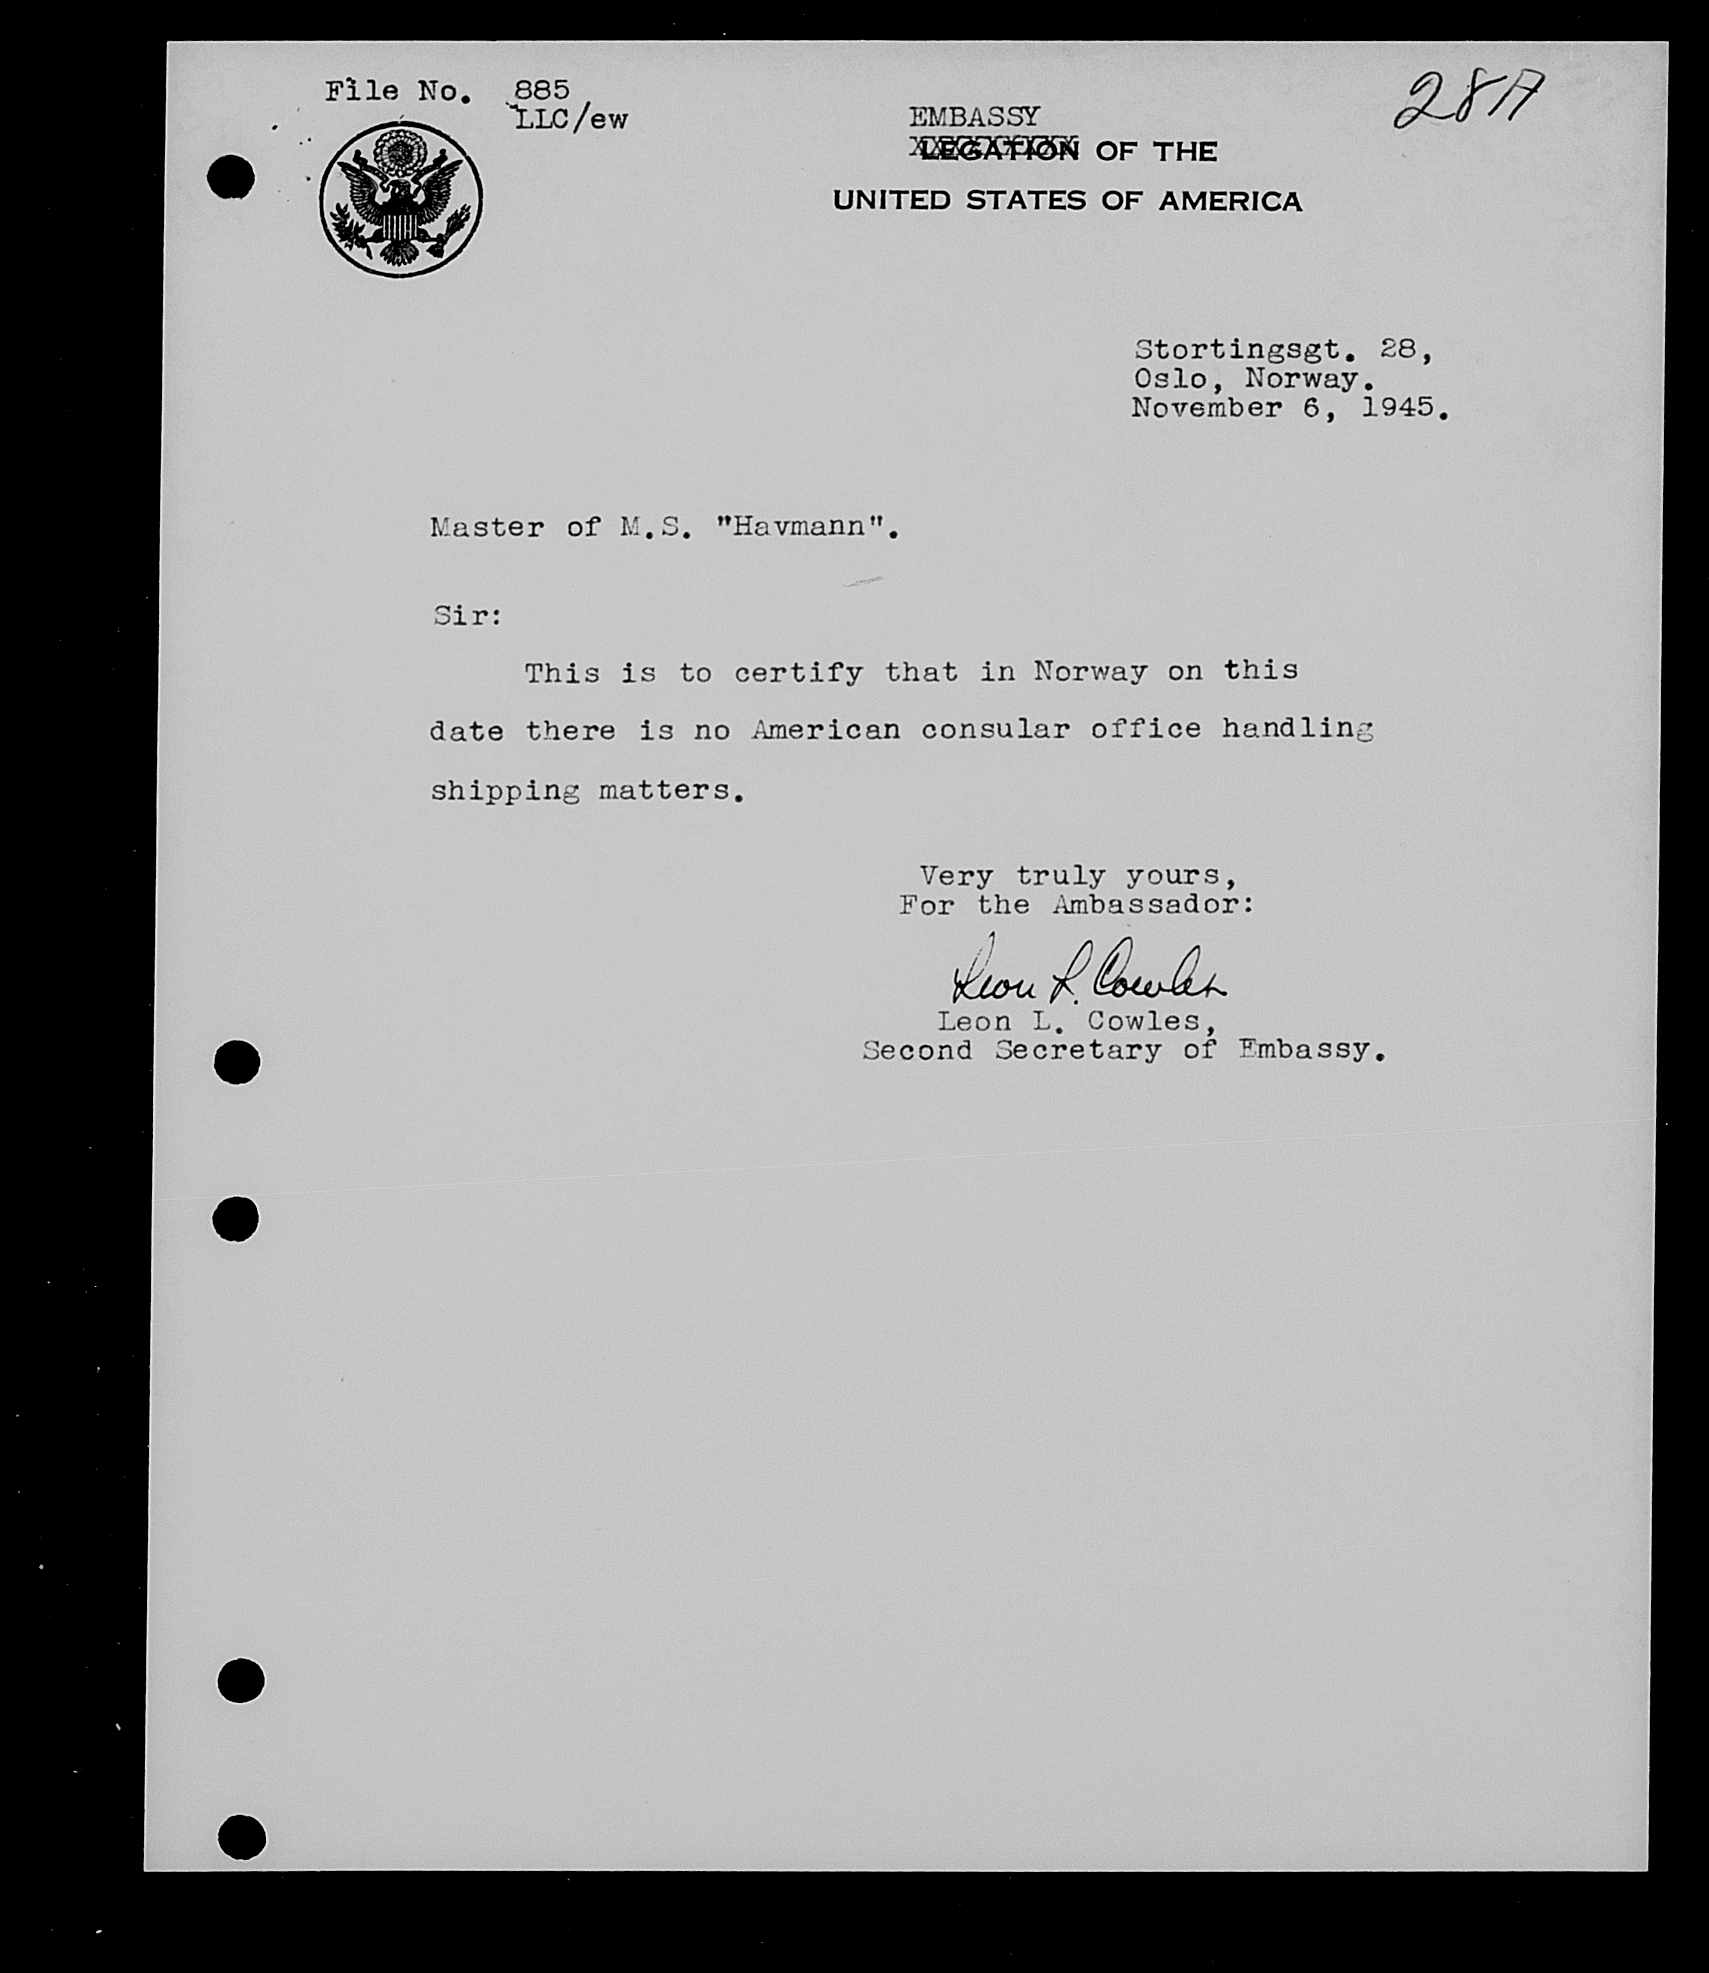 File No. 885
LLC/ew
28A
EMBASSY
LEGATION OF THE
UNITED STATES OF AMERICA
Stortingsgt. 28,
Oslo, Norway.
November 6, 1945.
Master of M.S. "Havmann".
Sir:
This is to certify that in Norway on this
date there is no American consular office handling
shipping matters.
Very truly yours,
For the Ambassador:
Leon L. Cowles
Leon L. Cowles,
Second Secretary of Embassy.